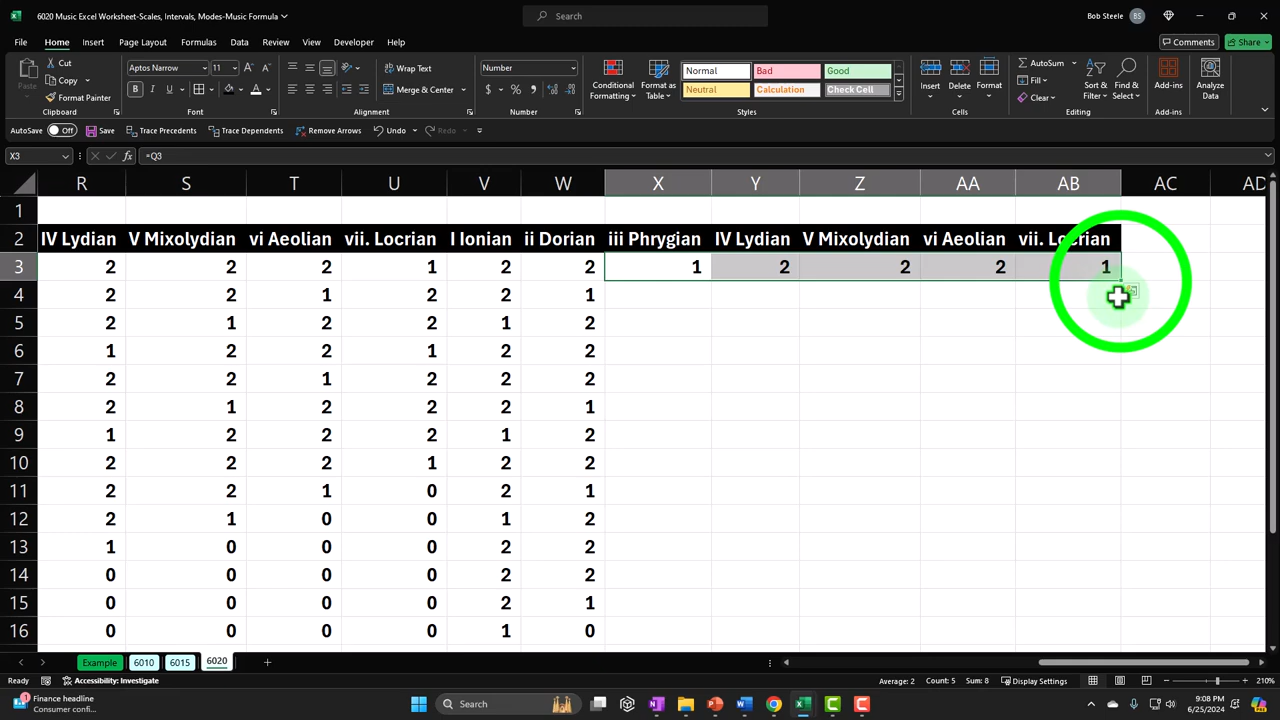 6020 Music Excel Worksheet-Scales, Intervals, Modes-Music Formula
Search
Bob Steele
BS
File Home Insert Page Layout Formulas Data Review View Developer Help
Comments
Share
Paste
Cut
Copy
Format Painter
Clipboard
Aptos Narrow
11
B I U
Font
Wrap Text
Merge & Center
Alignment
Number
$ % ,
Number
Conditional
Formatting
Format as
Table
Normal Bad Good
Neutral Calculation Check Cell
Styles
Insert Delete Format
Cells
AutoSum
Fill
Clear
Sort &
Filter
Find &
Select
Editing
Add-ins
Add-ins
Analyze
Data
AutoSave Off Save Trace Precedents Trace Dependents Remove Arrows Undo Redo
X3 fx =Q3
R S T U V W X Y Z AA AB AC AD
1
2 IV Lydian V Mixolydian vi Aeolian vii. Locrian I Ionian ii Dorian iii Phrygian IV Lydian V Mixolydian vi Aeolian vii. Locrian
3 2 2 2 1 2 2 1 2 2 2 1
4 2 2 1 2 2 1
5 2 1 2 2 1 2
6 1 2 2 1 2 2
7 2 2 1 2 2 2
8 2 1 2 2 2 1
9 1 2 2 2 1 2
10 2 2 2 1 2 2
11 2 2 1 0 2 1
12 2 1 0 0 1 2
13 1 0 0 0 2 2
14 0 0 0 0 2 2
15 0 0 0 0 2 1
16 0 0 0 0 1 0
Example 6010 6015 6020
Ready Accessibility: Investigate Average: 2 Count: 5 Sum: 8 Display Settings 210%
Finance headline
Consumer confi...
1
Search
9:08 PM
6/25/2024